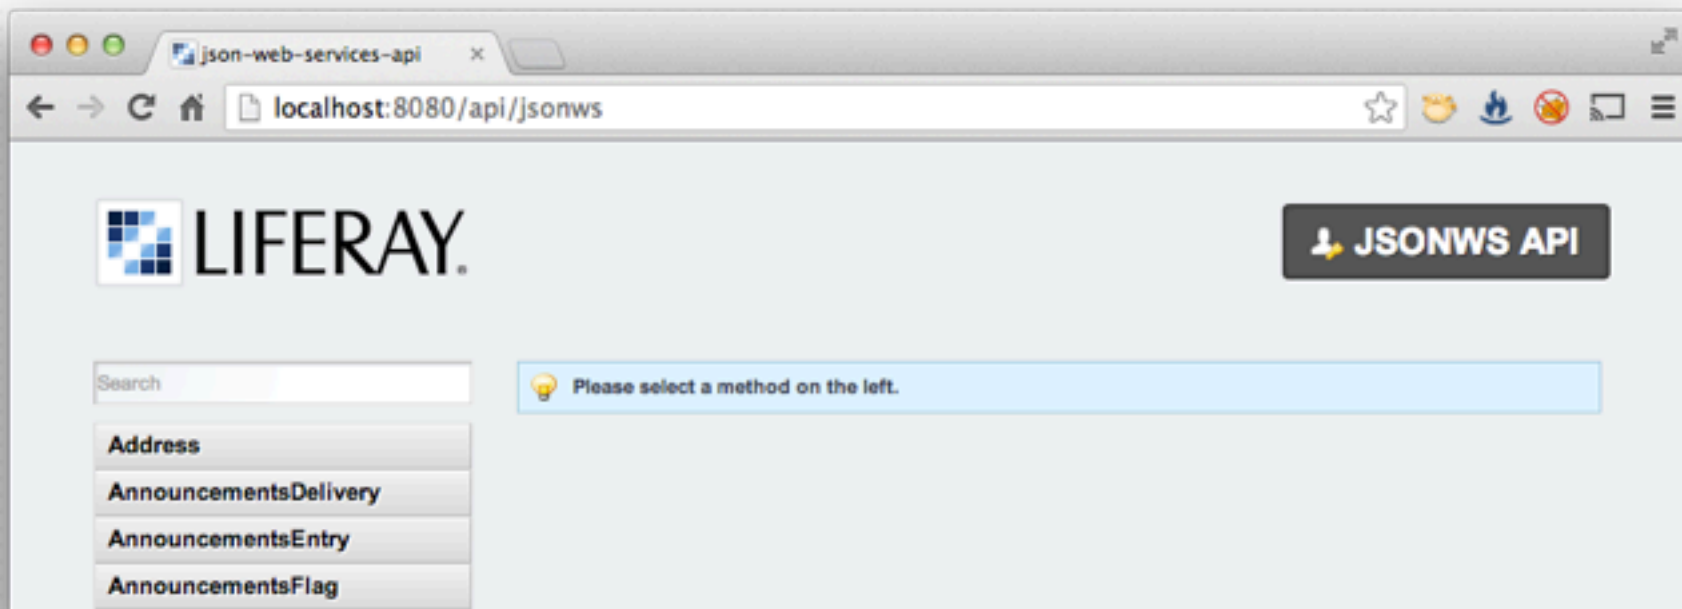 json-web-services-api
localhost:8080/api/jsonws
LIFERAY®
JSONWS API
Search
Please select a method on the left.
Address
AnnouncementsDelivery
AnnouncementsEntry
AnnouncementsFlag